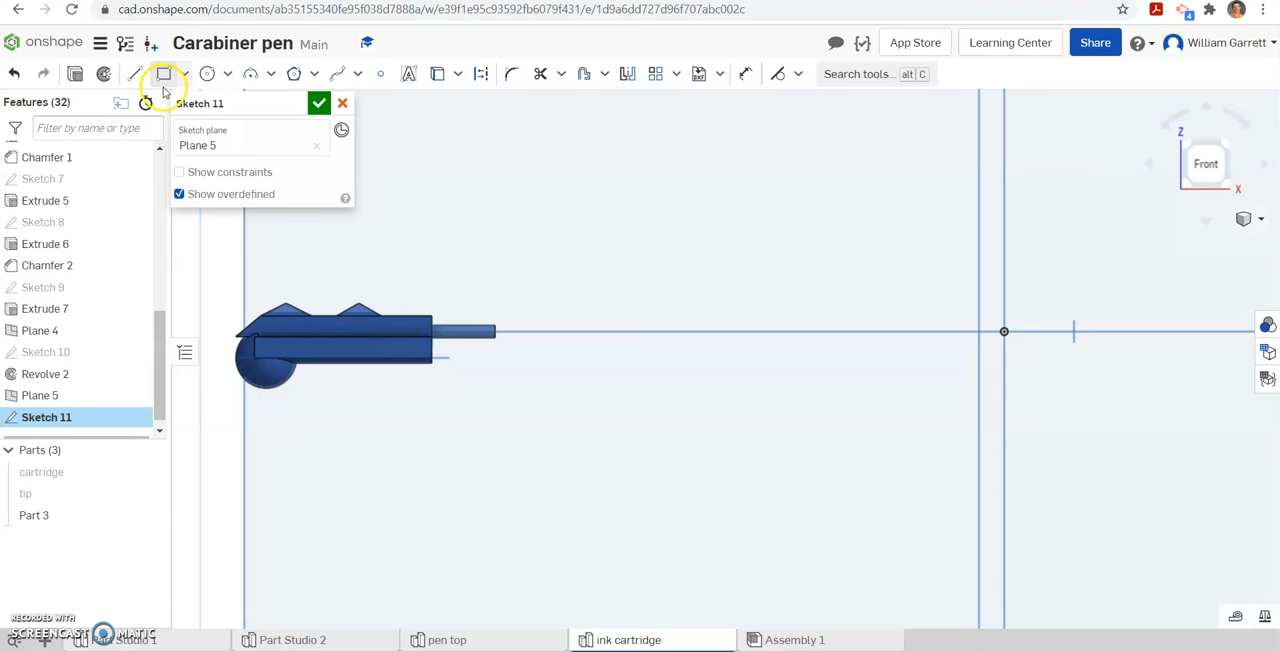 cad.onshape.com/documents/ab35155340fe95f038d7888a/w/e39f1e95c93592fb6079f431/e/1d9a6dd727d96f707abc002c
4
onshape
Carabiner pen Main
App Store
Learning Center
Share
William Garrett
Search tools...
alt C
Features (32)
Filter by name or type
Chamfer 1
Sketch 7
Extrude 5
Sketch 8
Extrude 6
Chamfer 2
Sketch 9
Extrude 7
Plane 4
Sketch 10
Revolve 2
Plane 5
Sketch 11
Parts (3)
cartridge
tip
Part 3
Sketch 11
Sketch plane
Plane 5
Show constraints
Show overdefined
Z
Front
X
RECORDED WITH
SCREENCAST MATIC
Part Studio 1
Part Studio 2
pen top
ink cartridge
Assembly 1